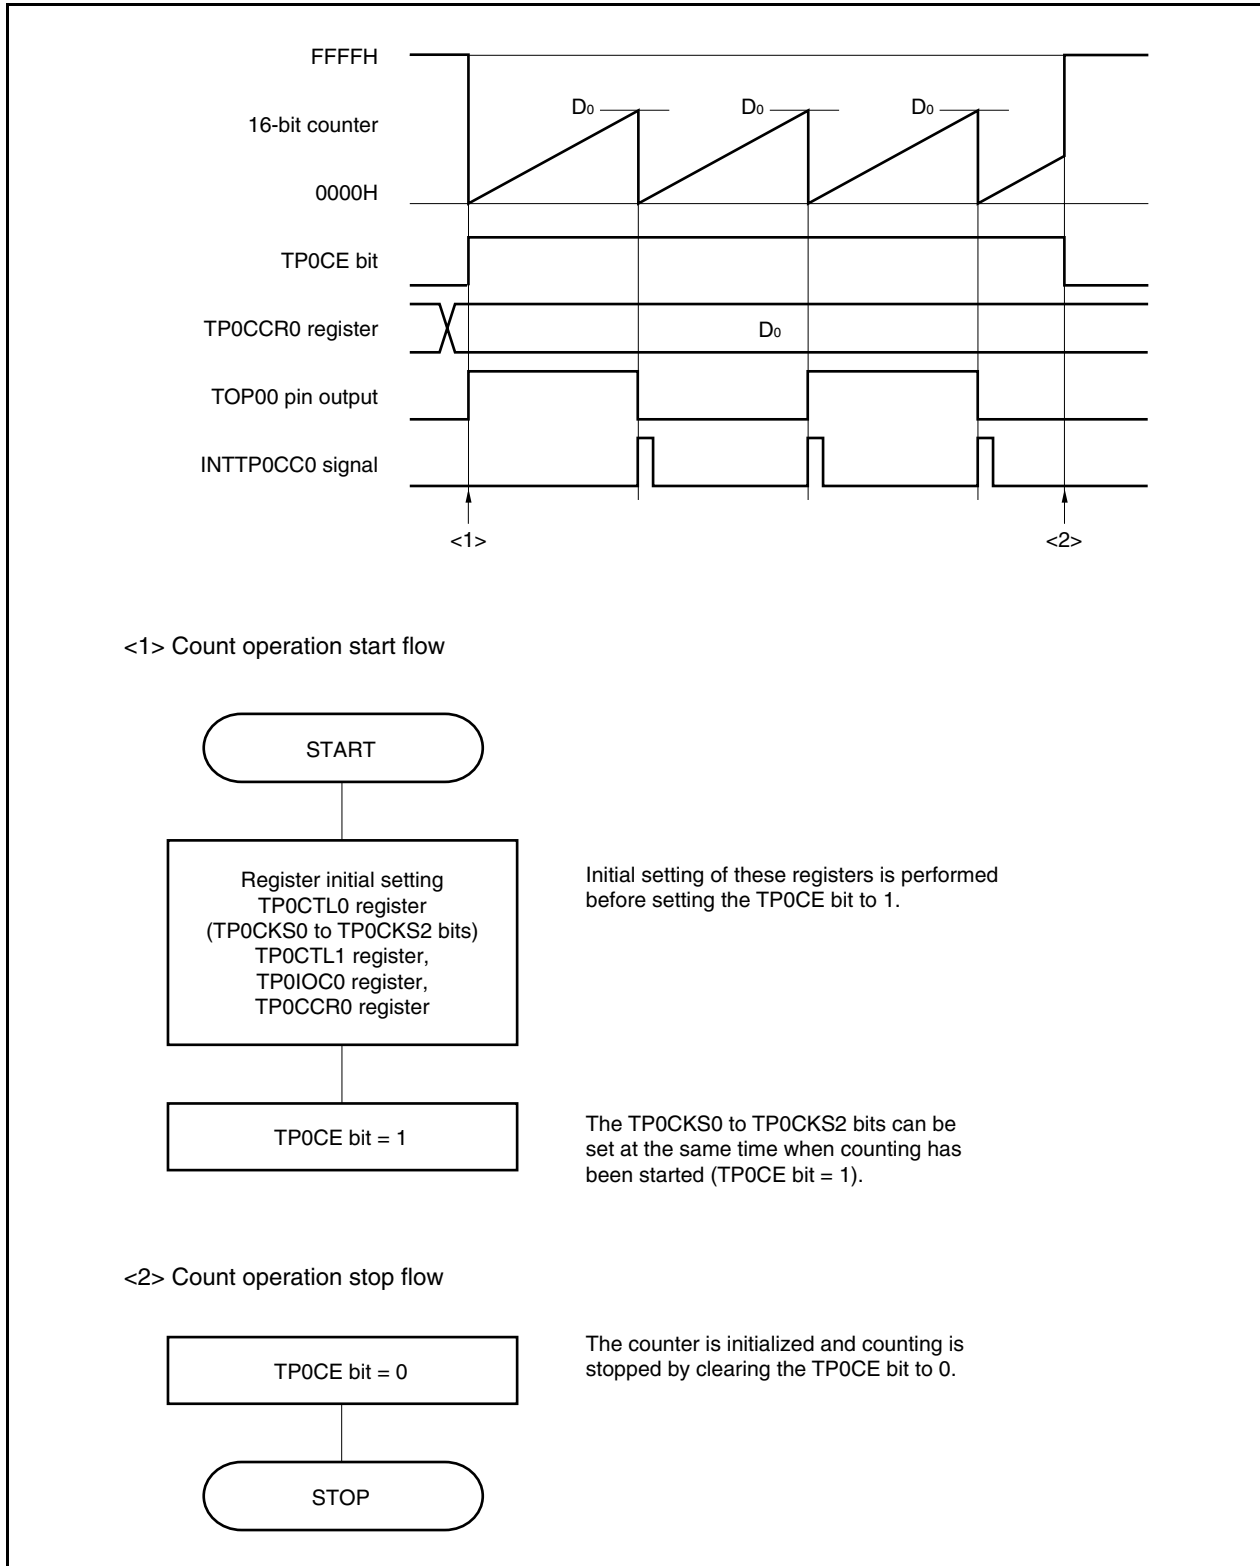 FFFFH
D0 D0 D0
16-bit counter
0000H
TP0CE bit
TP0CCR0 register
D0
TOP00 pin output
INTTP0CC0 signal
<1> <2>
<1> Count operation start flow
START
Register initial setting
TP0CTL0 register
(TP0CKS0 to TP0CKS2 bits)
TP0CTL1 register,
TP0IOC0 register,
TP0CCR0 register
Initial setting of these registers is performed
before setting the TP0CE bit to 1.
TP0CE bit = 1
The TP0CKS0 to TP0CKS2 bits can be
set at the same time when counting has
been started (TP0CE bit = 1).
<2> Count operation stop flow
TP0CE bit = 0
The counter is initialized and counting is
stopped by clearing the TP0CE bit to 0.
STOP